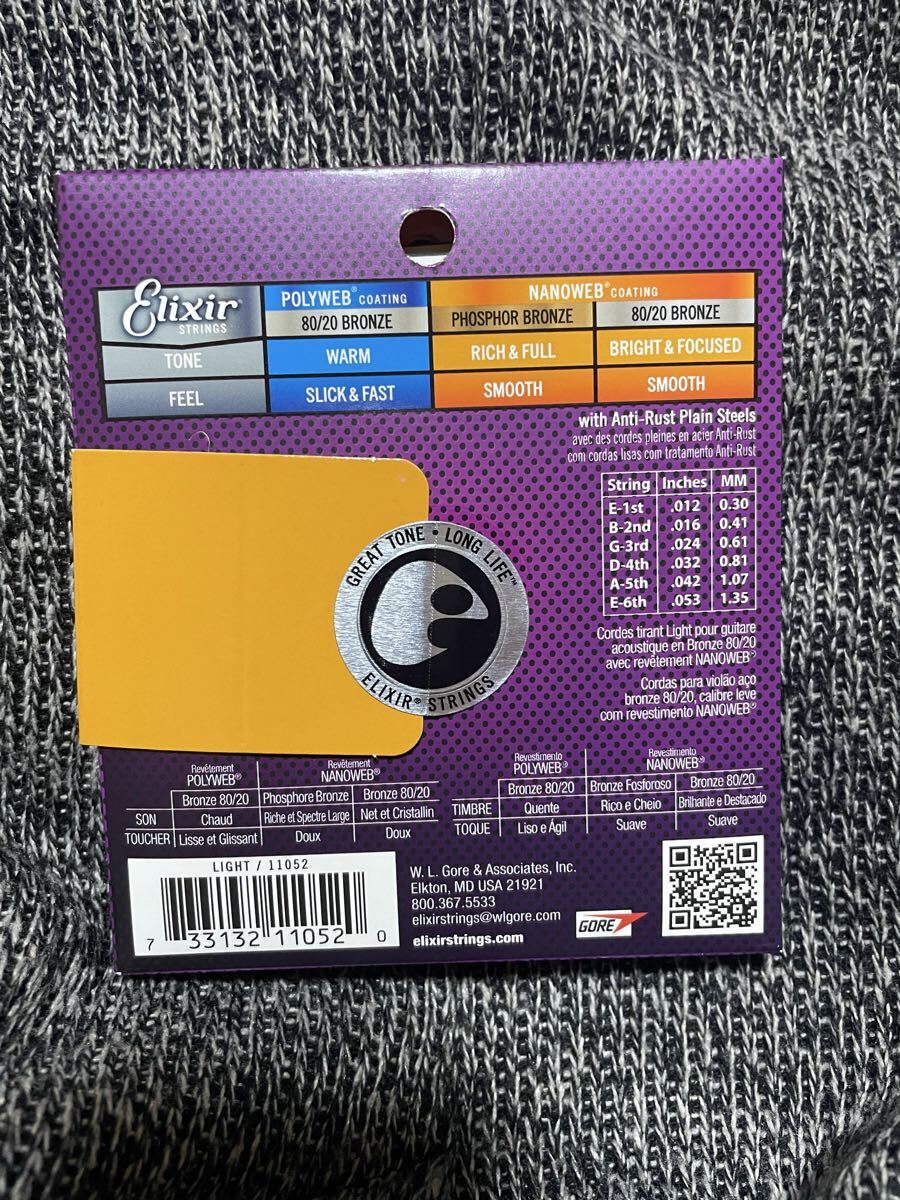 Elixir®
STRINGS
POLYWEB® COATING
NANOWEB® COATING
80/20 BRONZE
PHOSPHOR BRONZE
80/20 BRONZE
TONE
WARM
RICH & FULL
BRIGHT & FOCUSED
FEEL
SLICK & FAST
SMOOTH
SMOOTH
with Anti-Rust Plain Steels
avec des cordes pleines en acier Anti-Rust
com cordas lisas com tratamento Anti-Rust
String Inches MM
E-1st .012 0.30
B-2nd .016 0.41
G-3rd .024 0.61
D-4th .032 0.81
A-5th .042 1.07
E-6th .053 1.35
GREAT TONE • LONG LIFE™
ELIXIR® STRINGS
Cordes tirant Light pour guitare
acoustique en Bronze 80/20
avec revêtement NANOWEB®
Cordas para violão aço
bronze 80/20, calibre leve
com revestimento NANOWEB®
Revêtement
POLYWEB®
Revêtement
NANOWEB®
Bronze 80/20
Phosphore Bronze
Bronze 80/20
SON
Chaud
Riche et Spectre Large
Net et Cristallin
TOUCHER
Lisse et Glissant
Doux
Doux
Revestimento
POLYWEB®
Revestimento
NANOWEB®
Bronze 80/20
Bronze Fosforoso
Bronze 80/20
TIMBRE
Quente
Rico e Cheio
Brilhante e Destacado
TOQUE
Liso e Ágil
Suave
Suave
LIGHT / 11052
7 33132 11052 0
W. L. Gore & Associates, Inc.
Elkton, MD USA 21921
800.367.5533
elixirstrings@wlgore.com
elixirstrings.com
GORE